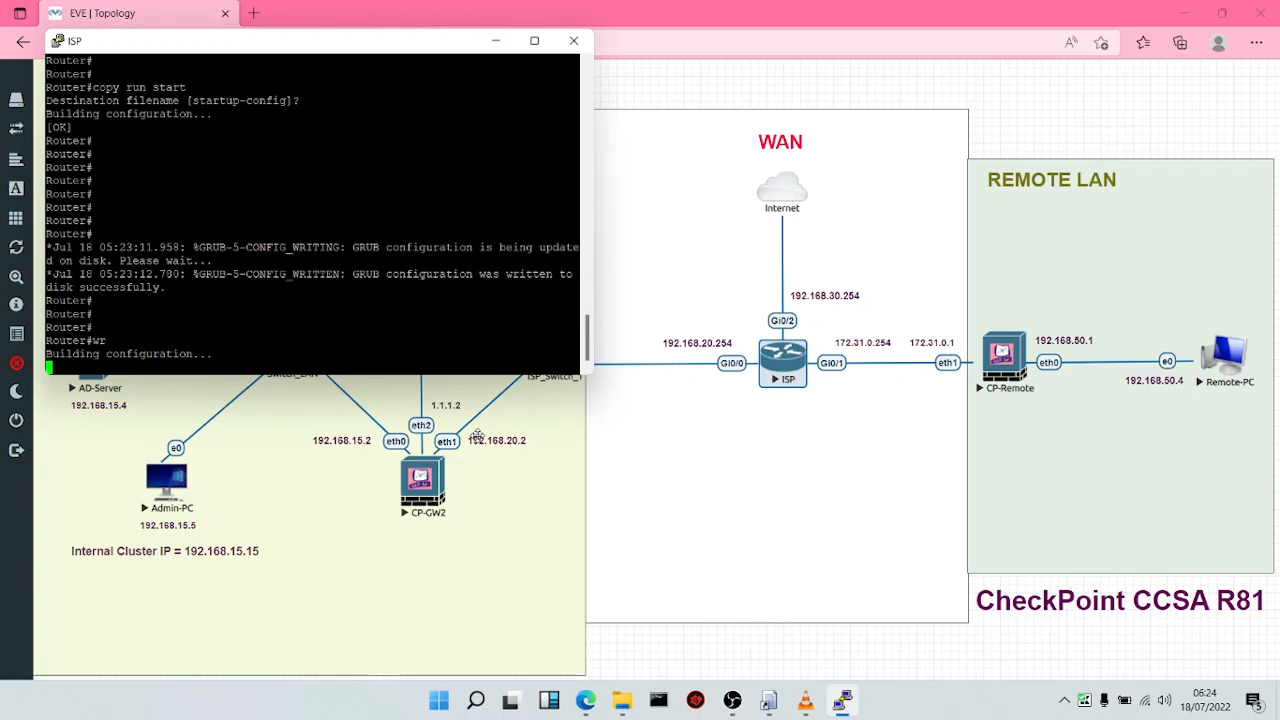 EVE | Topology
ISP
Router#
Router#
Router#copy run start
Destination filename [startup-config]?
Building configuration...
[OK]
Router#
Router#
Router#
Router#
Router#
Router#
Router#
Router#
*Jul 18 05:23:11.958: %GRUB-5-CONFIG_WRITING: GRUB configuration is being update
d on disk. Please wait...
*Jul 18 05:23:12.780: %GRUB-5-CONFIG_WRITTEN: GRUB configuration was written to
disk successfully.
Router#
Router#
Router#
Router#wr
Building configuration...
WAN
Internet
192.168.30.254
Gi0/2
192.168.20.254
Gi0/0
ISP
Gi0/1
172.31.0.254
172.31.0.1
eth1
REMOTE LAN
CP-Remote
192.168.50.1
eth0
e0
192.168.50.4
Remote-PC
AD-Server
192.168.15.4
Switch_LAN
1.1.1.2
eth2
192.168.15.2
eth0
eth1
192.168.20.2
e0
Admin-PC
192.168.15.5
CP-GW2
Internal Cluster IP = 192.168.15.15
CheckPoint CCSA R81
06:24
18/07/2022